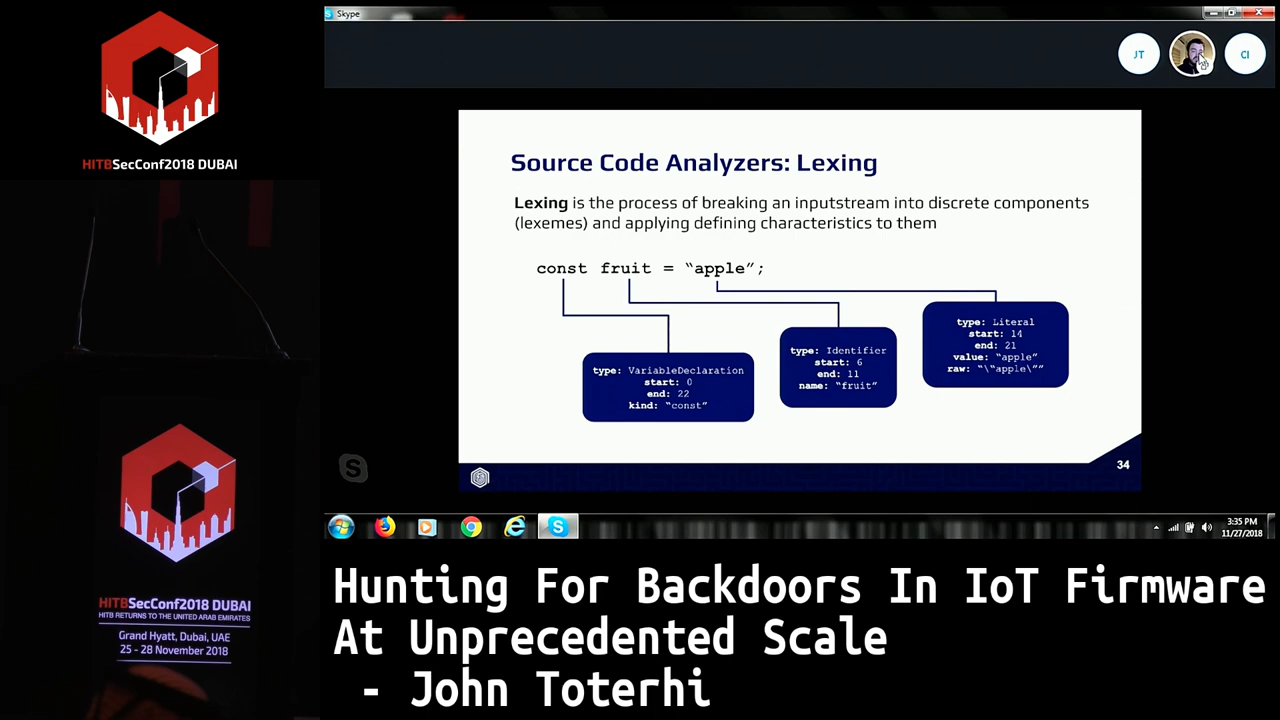 HITBSecConf2018 DUBAI
HITBSecConf2018 DUBAI
HITB RETURNS TO THE UNITED ARAB EMIRATES
Grand Hyatt, Dubai, UAE
25 - 28 November 2018
Skype
JT
CI
Source Code Analyzers: Lexing
Lexing is the process of breaking an inputstream into discrete components
(lexemes) and applying defining characteristics to them
const fruit = “apple”;
type: VariableDeclaration
start: 0
end: 22
kind: “const”
type: Identifier
start: 6
end: 11
name: “fruit”
type: Literal
start: 14
end: 21
value: “apple”
raw: “\“apple\””
34
3:35 PM
11/27/2018
Hunting For Backdoors In IoT Firmware
At Unprecedented Scale
- John Toterhi